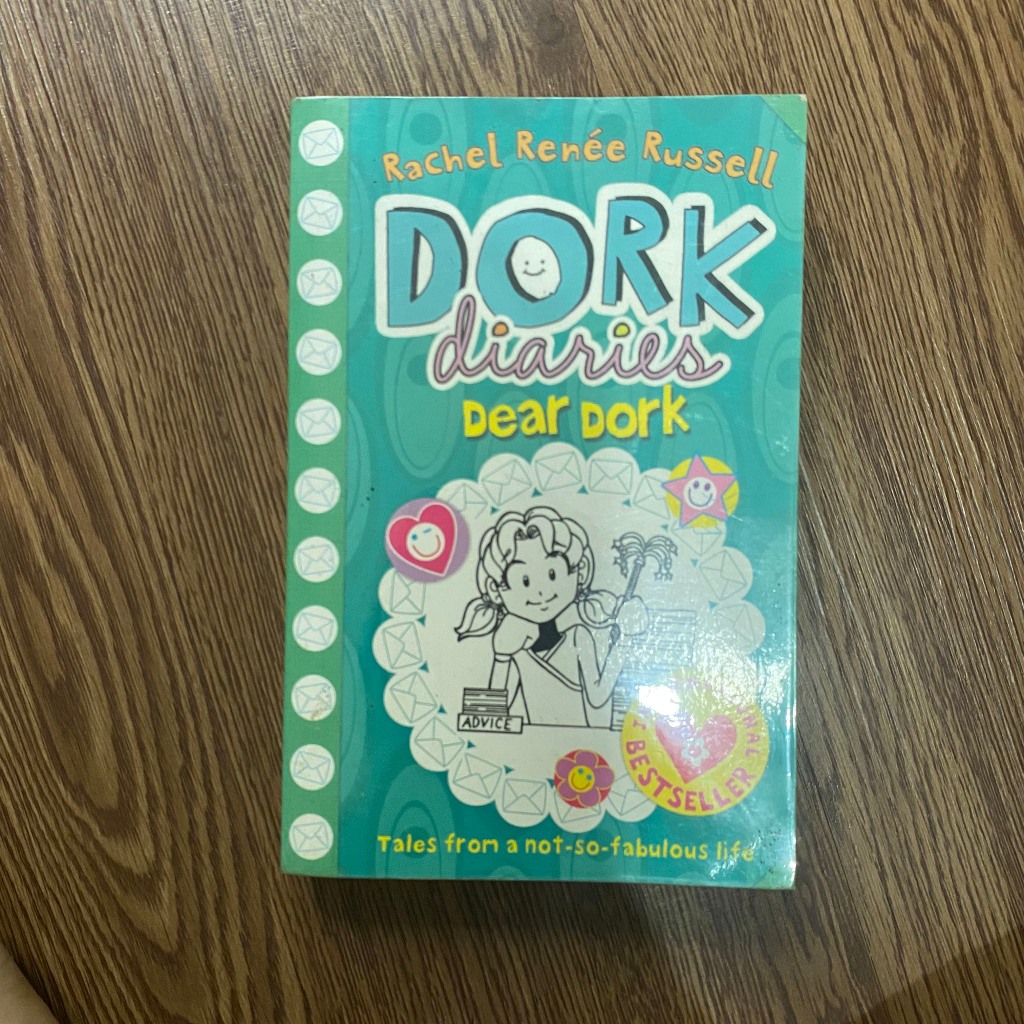 Rachel Renée Russell
DORK
diaries
Dear Dork
ADVICE
BESTSELLER
Tales from a not-so-fabulous life